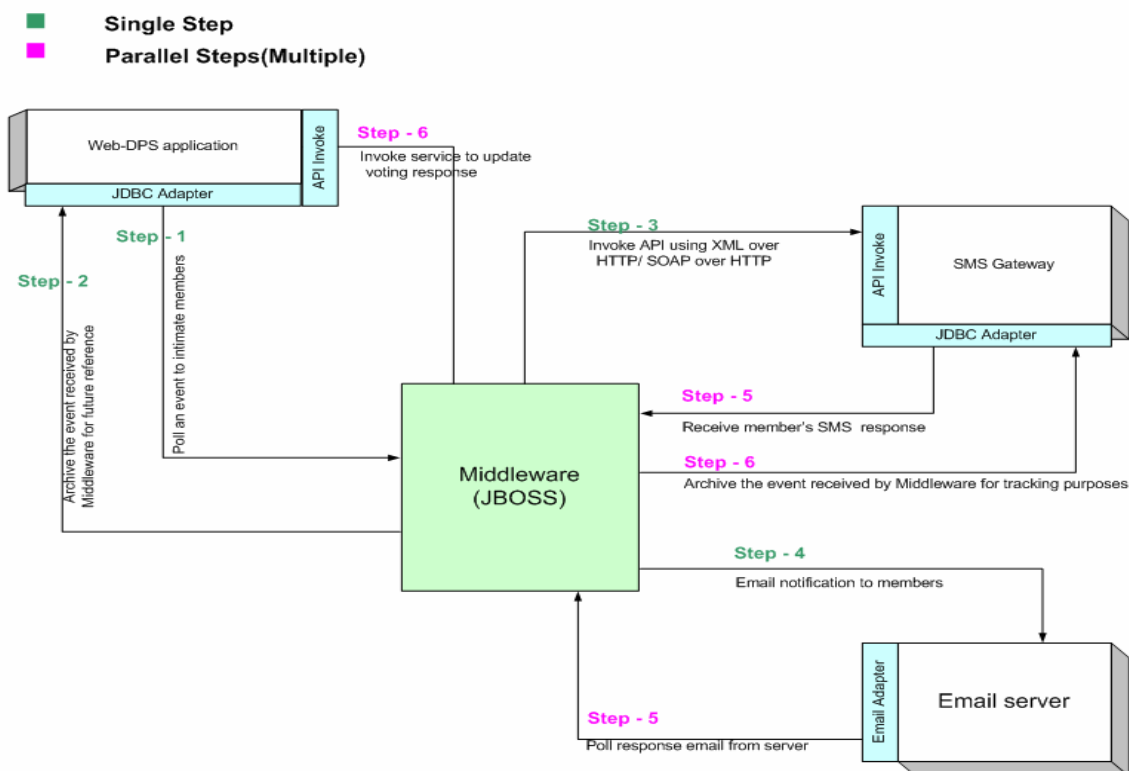 Single Step
Parallel Steps(Multiple)
Web-DPS application
API Invoke
JDBC Adapter
Step - 6
Invoke service to update
voting response
Step - 1
Poll an event to intimate members
Step - 2
Archive the event received by
Middleware for future reference
Step - 3
Invoke API using XML over
HTTP/ SOAP over HTTP
API Invoke
SMS Gateway
JDBC Adapter
Step - 5
Receive member's SMS response
Step - 6
Archive the event received by Middleware for tracking purposes
Middleware
(JBOSS)
Step - 4
Email notification to members
Email Adapter
Email server
Step - 5
Poll response email from server